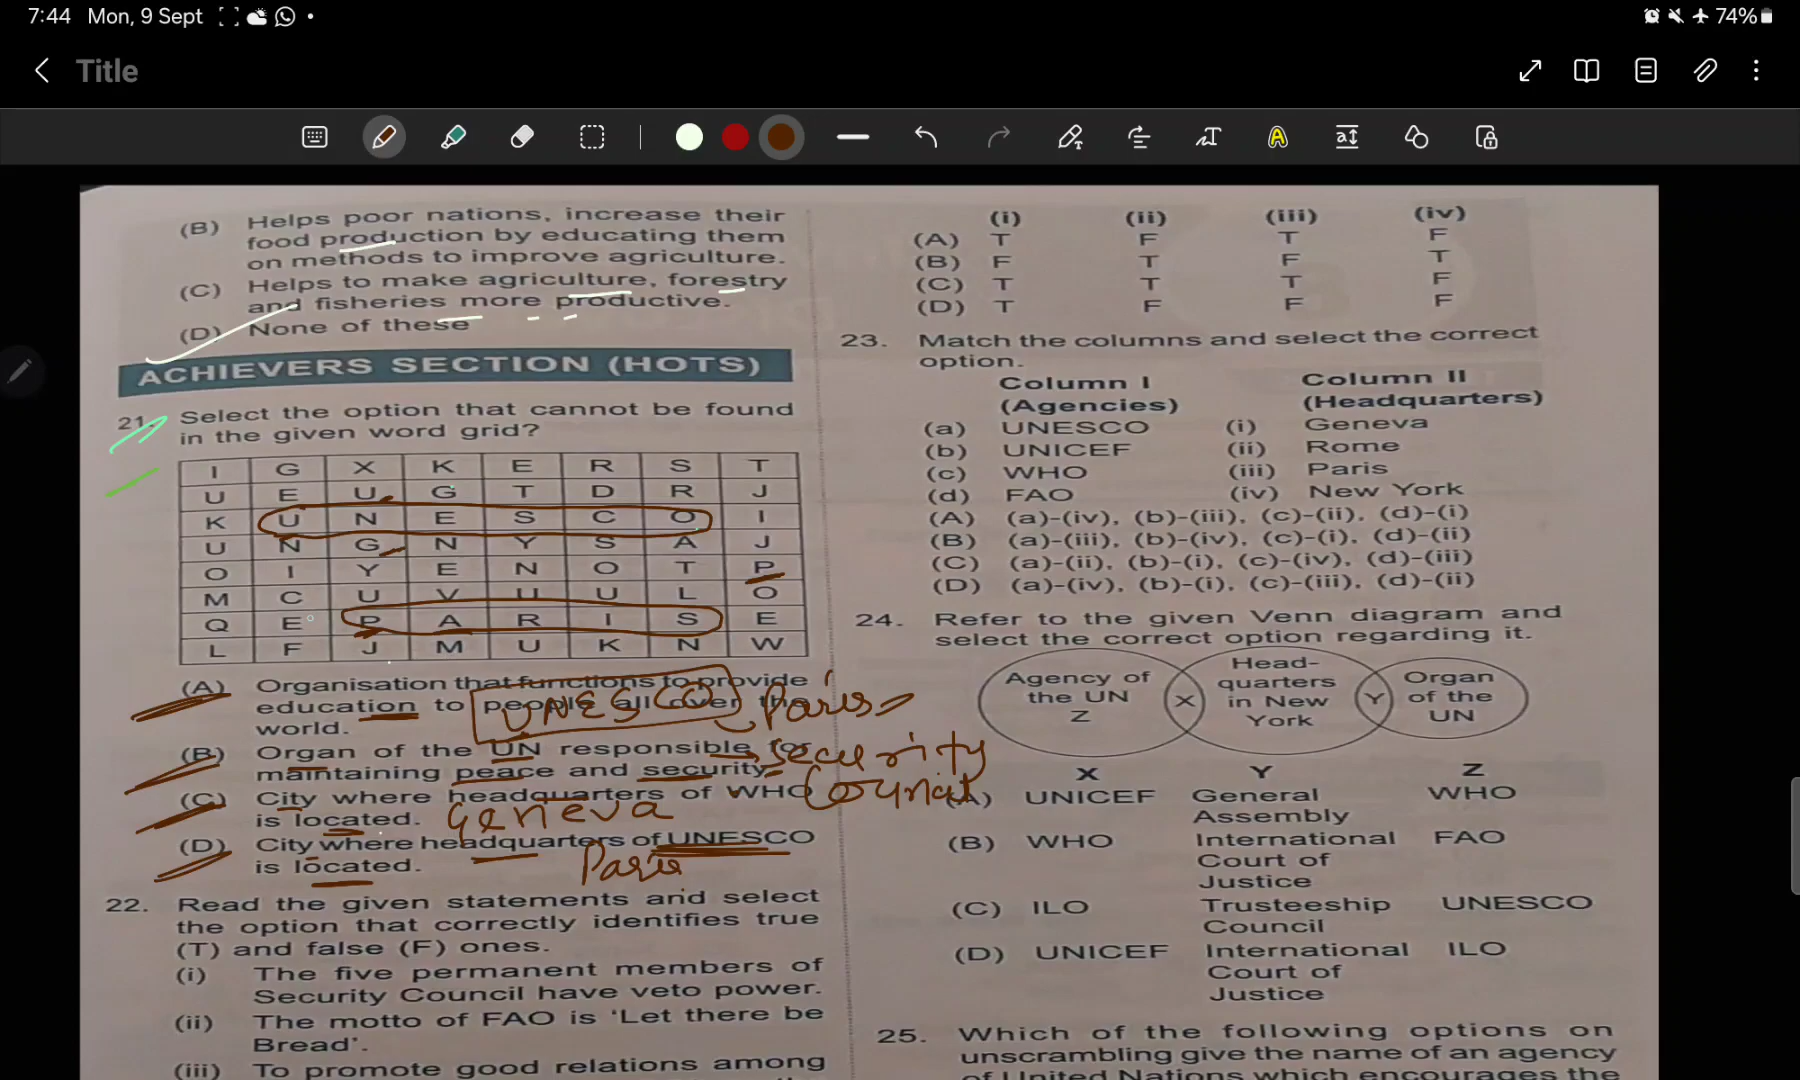 7:44 Mon, 9 Sept
74%
Title
(B) Helps poor nations, increase their
food production by educating them
on methods to improve agriculture.
(C) Helps to make agriculture, forestry
and fisheries more productive.
(D) None of these
ACHIEVERS SECTION (HOTS)
21. Select the option that cannot be found
in the given word grid?
I G X K E R S T
U E U G T D R J
K U N E S C O I
U N G N Y S A J
O I Y E N O T P
M C U V U U L O
Q E P A R I S E
L F J M U K N W
(A) Organisation that functions to provide
education to people all over the
world.
UNESCO Paris
(B) Organ of the UN responsible for
maintaining peace and security.
Security
Council
(C) City where headquarters of WHO
is located. Geneva
(D) City where headquarters of UNESCO
is located. Paris
22. Read the given statements and select
the option that correctly identifies true
(T) and false (F) ones.
(i) The five permanent members of
Security Council have veto power.
(ii) The motto of FAO is 'Let there be
Bread'.
(iii) To promote good relations among
(i) (ii) (iii) (iv)
(A) T F T F
(B) F T F T
(C) T T T F
(D) T F F F
23. Match the columns and select the correct
option.
Column I Column II
(Agencies) (Headquarters)
(a) UNESCO (i) Geneva
(b) UNICEF (ii) Rome
(c) WHO (iii) Paris
(d) FAO (iv) New York
(A) (a)-(iv), (b)-(iii), (c)-(ii), (d)-(i)
(B) (a)-(iii), (b)-(iv), (c)-(i), (d)-(ii)
(C) (a)-(ii), (b)-(i), (c)-(iv), (d)-(iii)
(D) (a)-(iv), (b)-(i), (c)-(iii), (d)-(ii)
24. Refer to the given Venn diagram and
select the correct option regarding it.
Agency of
the UN
Z
X
Head-
quarters
in New
York
Y
Organ
of the
UN
X Y Z
(A) UNICEF General WHO
Assembly
(B) WHO International FAO
Court of
Justice
(C) ILO Trusteeship UNESCO
Council
(D) UNICEF International ILO
Court of
Justice
25. Which of the following options on
unscrambling give the name of an agency
of United Nations which encourages the